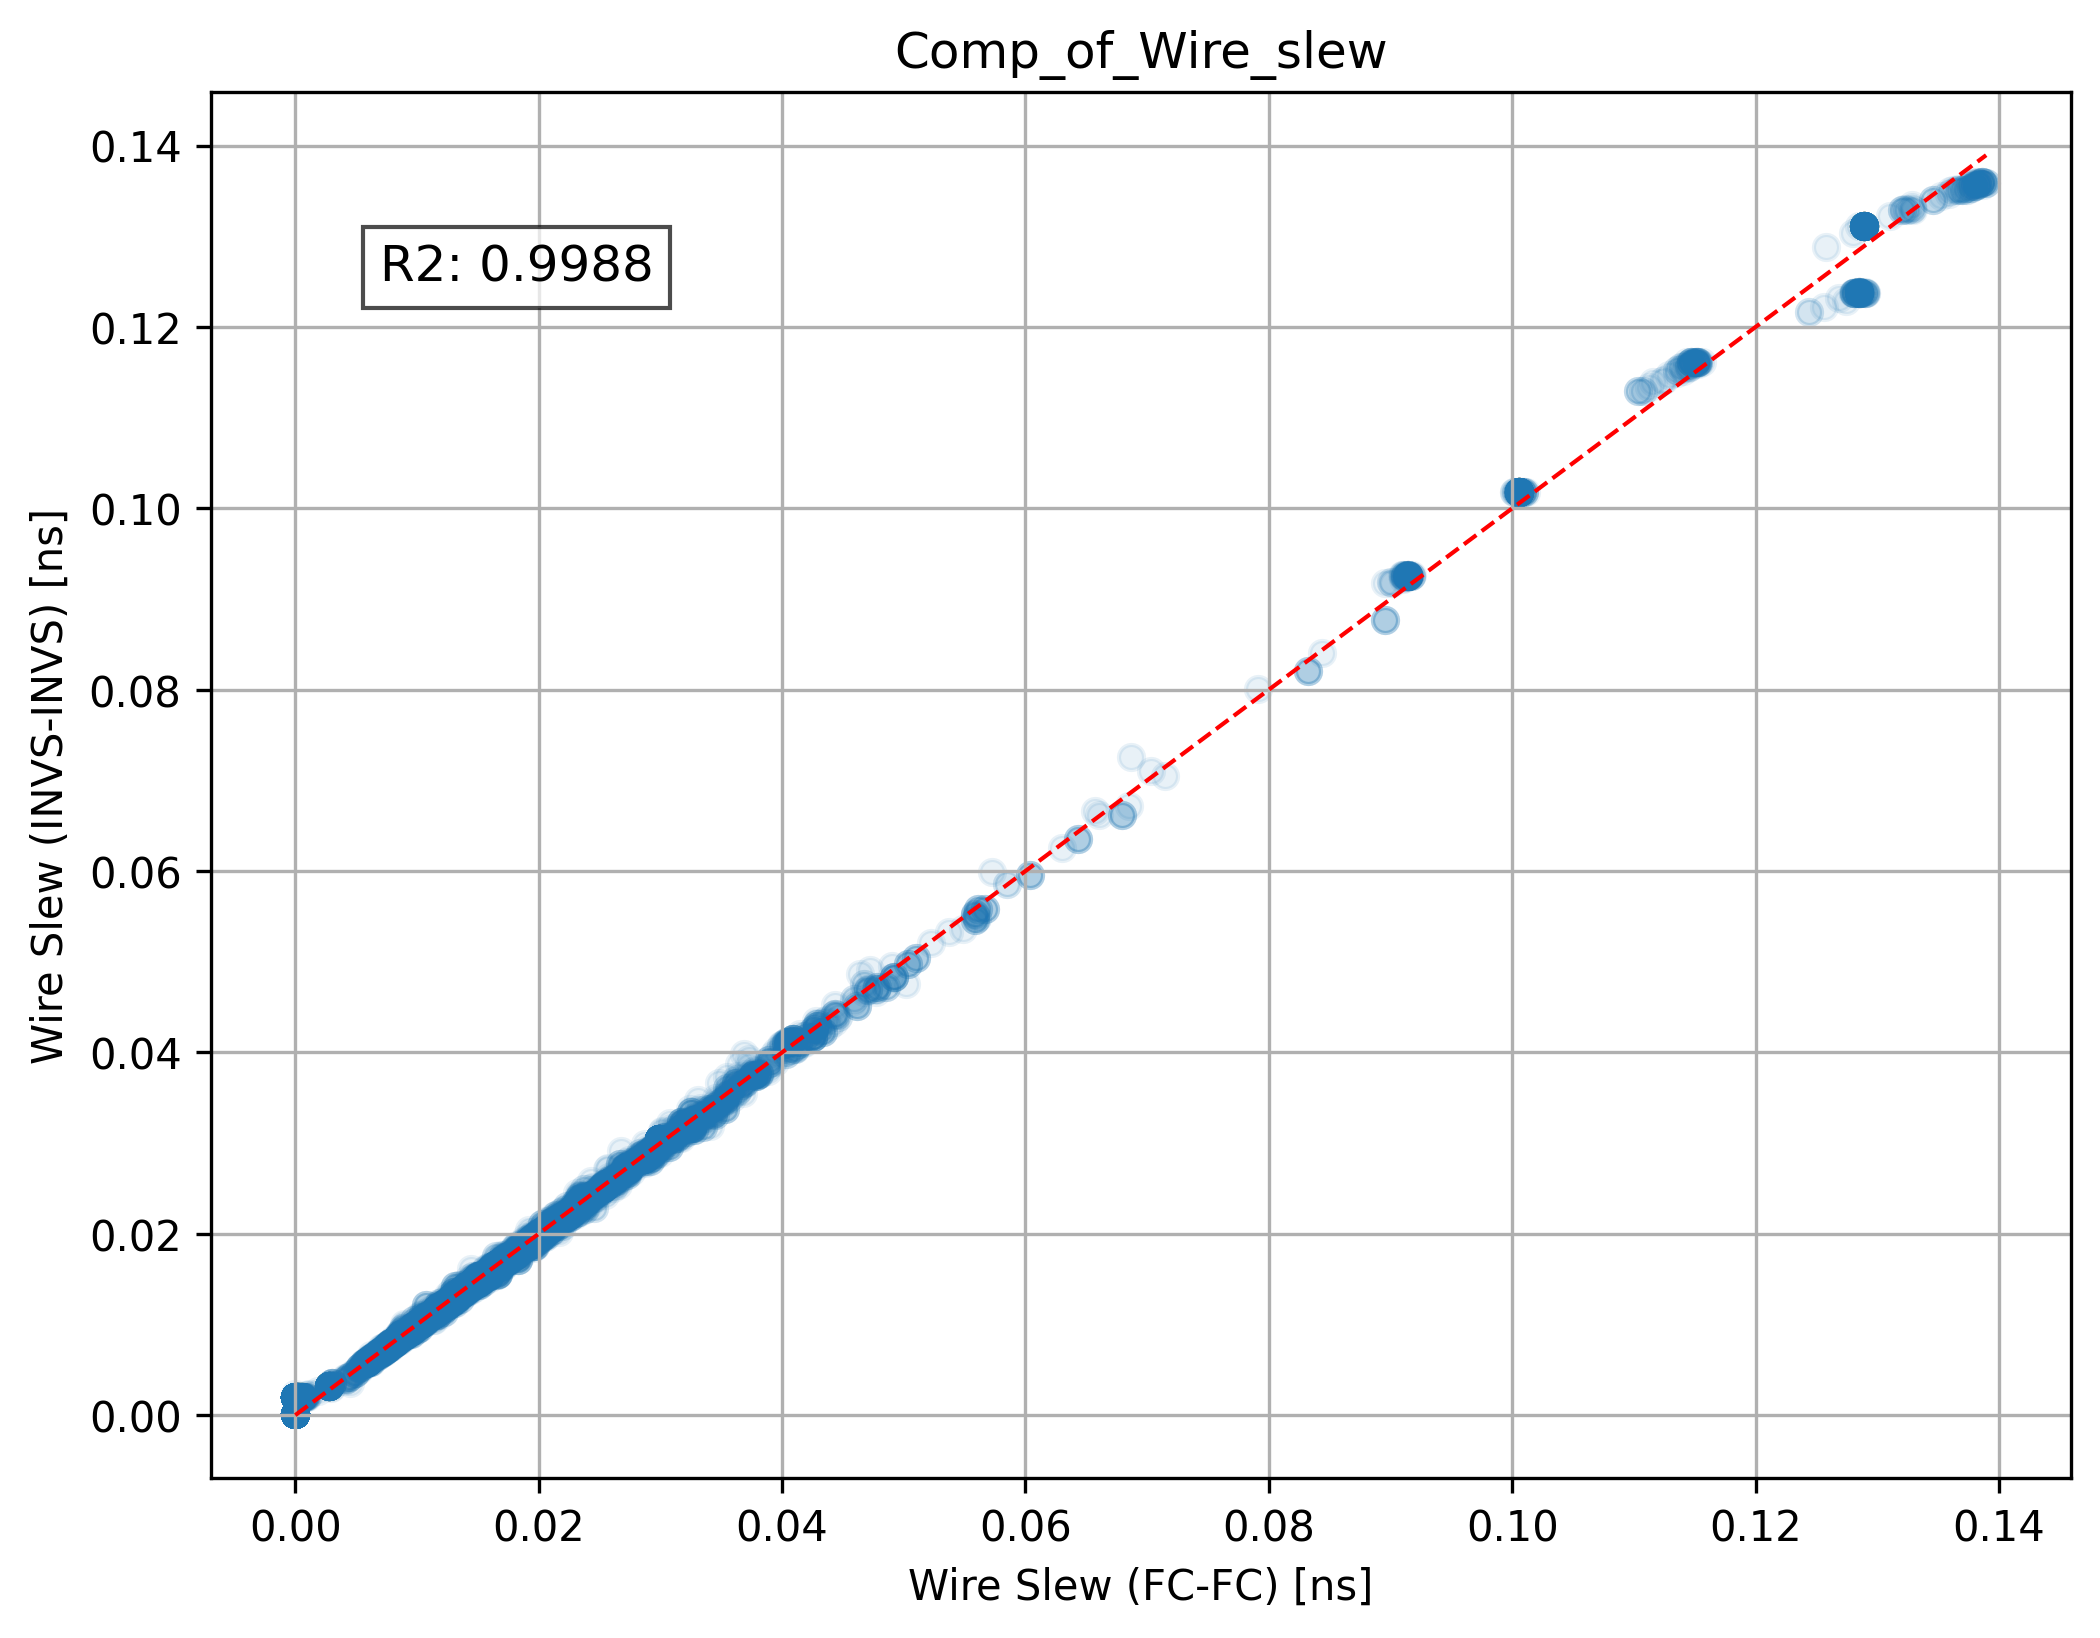 Comp_of_Wire_slew
R2: 0.9988
Wire Slew (INVS-INVS) [ns]
0.14
0.12
0.10
0.08
0.06
0.04
0.02
0.00
0.00 0.02 0.04 0.06 0.08 0.10 0.12 0.14
Wire Slew (FC-FC) [ns]